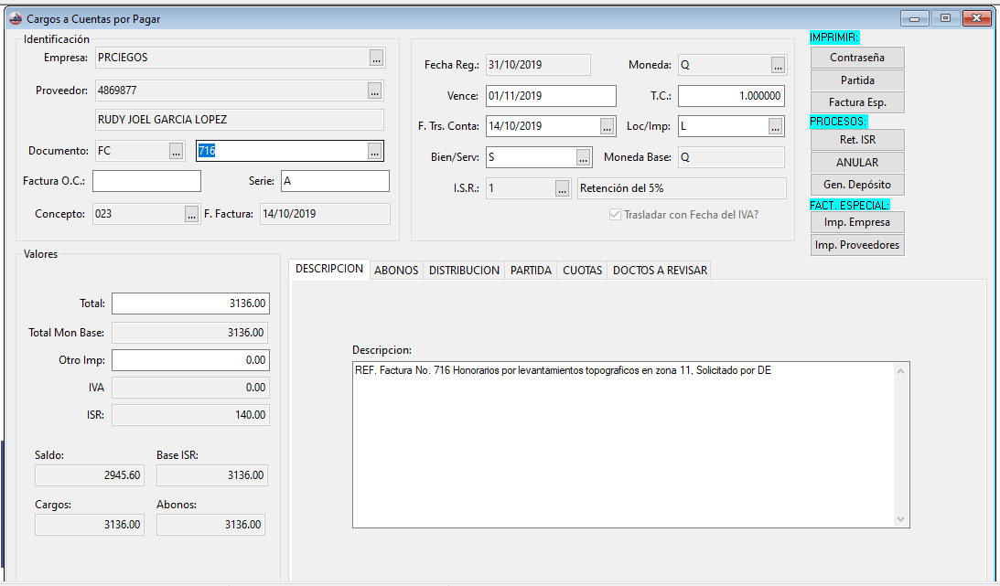 Cargos a Cuentas por Pagar
Identificación
Empresa: PRCIEGOS ...
Proveedor: 4869877 ...
RUDY JOEL GARCIA LOPEZ
Documento: FC ... 716 ...
Factura O.C.: Serie: A
Concepto: 023 ... F. Factura: 14/10/2019
Fecha Reg.: 31/10/2019 Moneda: Q ...
Vence: 01/11/2019 T.C.: 1.000000
F. Trs. Conta: 14/10/2019 ... Loc/Imp: L ...
Bien/Serv: S ... Moneda Base: Q
I.S.R.: 1 ... Retención del 5%
Trasladar con Fecha del IVA?
IMPRIMIR:
Contraseña
Partida
Factura Esp.
PROCESOS:
Ret. ISR
ANULAR
Gen. Depósito
FACT. ESPECIAL:
Imp. Empresa
Imp. Proveedores
Valores
Total: 3136.00
Total Mon Base: 3136.00
Otro Imp: 0.00
IVA 0.00
ISR: 140.00
Saldo: Base ISR:
2945.60 3136.00
Cargos: Abonos:
3136.00 3136.00
DESCRIPCION ABONOS DISTRIBUCION PARTIDA CUOTAS DOCTOS A REVISAR
Descripcion:
REF. Factura No. 716 Honorarios por levantamientos topograficos en zona 11, Solicitado por DE